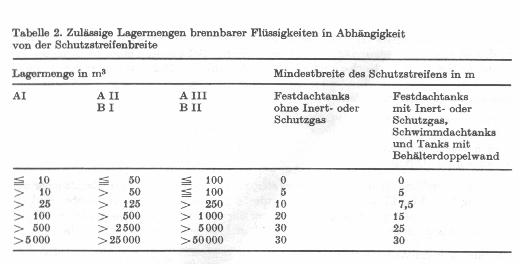 Tabelle 2. Zulässige Lagermengen brennbarer Flüssigkeiten in Abhängigkeit
von der Schutzstreifenbreite
Lagermenge in m³ Mindestbreite des Schutzstreifens in m
AI A II A III Festdachtanks Festdachtanks
B I B II ohne Inert- oder mit Inert- oder
Schutzgas Schutzgas,
Schwimmdachtanks
und Tanks mit
Behälterdoppelwand
≦ 10 ≦ 50 ≦ 100 0 0
> 10 > 50 ≦ 100 5 5
> 25 > 125 > 250 10 7,5
> 100 > 500 > 1000 20 15
> 500 > 2500 > 5000 30 25
>5000 >25000 >50000 30 30